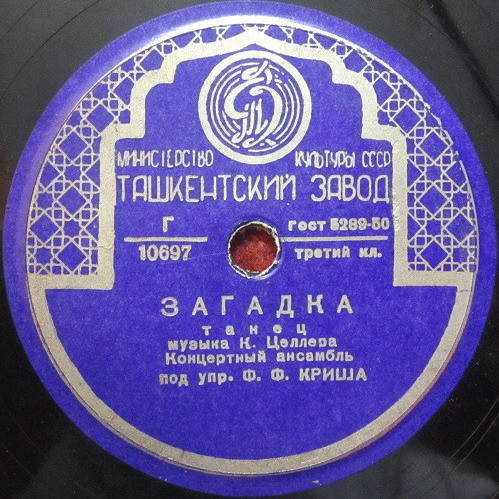 МИНИСТЕРСТВО КУЛЬТУРЫ СССР
ТАШКЕНТСКИЙ ЗАВОД
Г ГОСТ 5289-50
10697 третий кл.
ЗАГАДКА
танец
музыка К. Целлера
Концертный ансамбль
под упр. Ф. Ф. КРИША